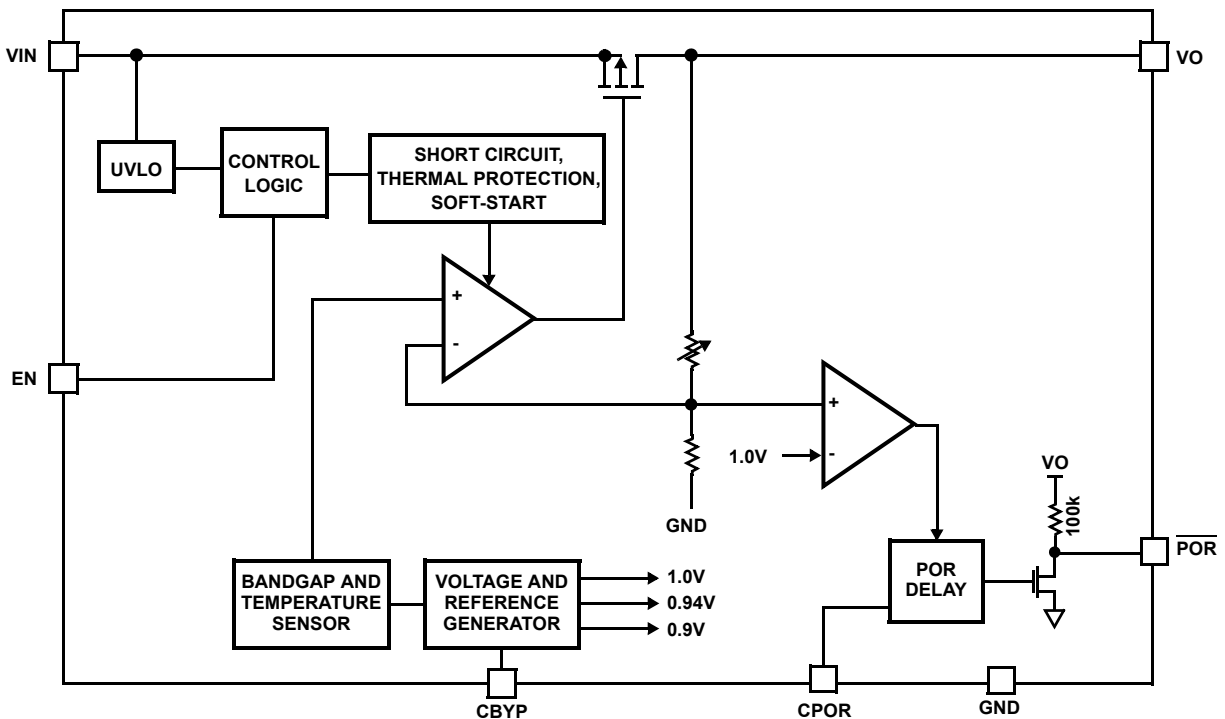 VIN
VO
UVLO
CONTROL
LOGIC
SHORT CIRCUIT,
THERMAL PROTECTION,
SOFT-START
+
-
EN
+
1.0V
-
GND
VO
100k
POR
POR
DELAY
BANDGAP AND
TEMPERATURE
SENSOR
VOLTAGE AND
REFERENCE
GENERATOR
1.0V
0.94V
0.9V
CBYP
CPOR
GND